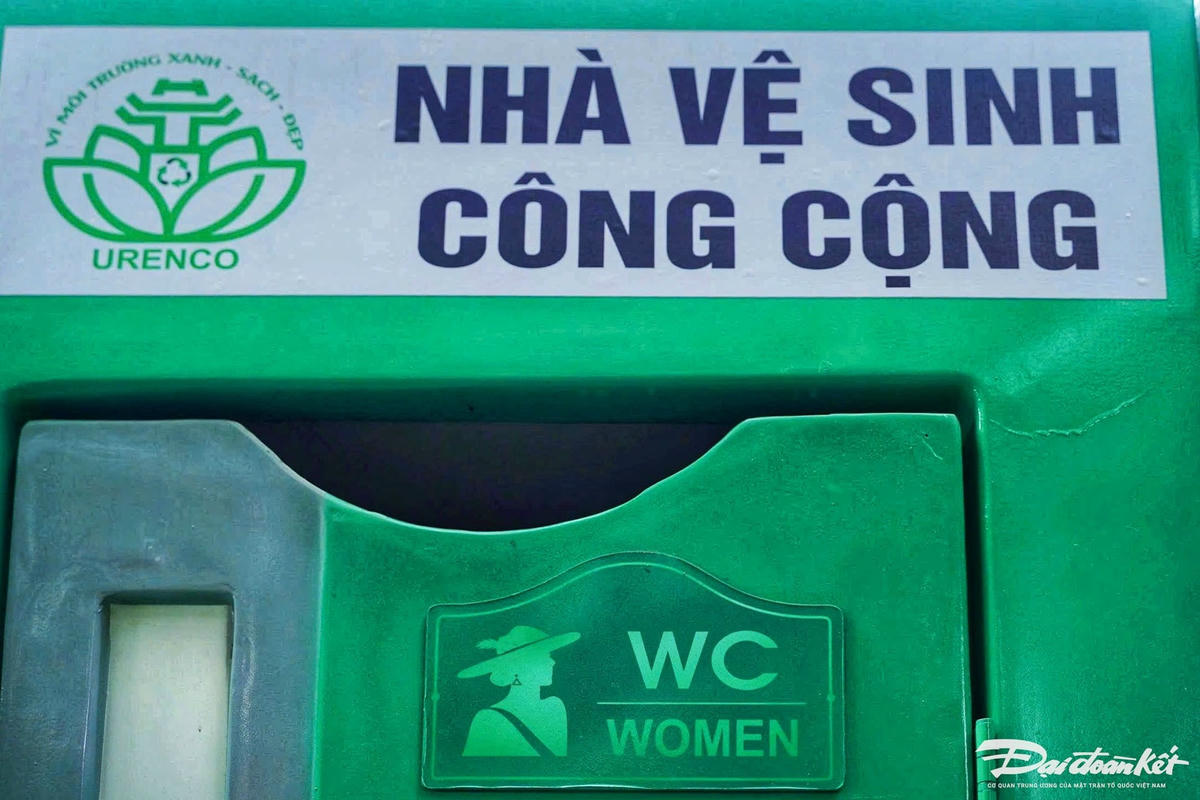 VÌ MÔI TRƯỜNG XANH - SẠCH - ĐẸP
URENCO
NHÀ VỆ SINH
CÔNG CỘNG
WC
WOMEN
Đại đoàn kết
CƠ QUAN TRUNG ƯƠNG CỦA MẶT TRẬN TỔ QUỐC VIỆT NAM